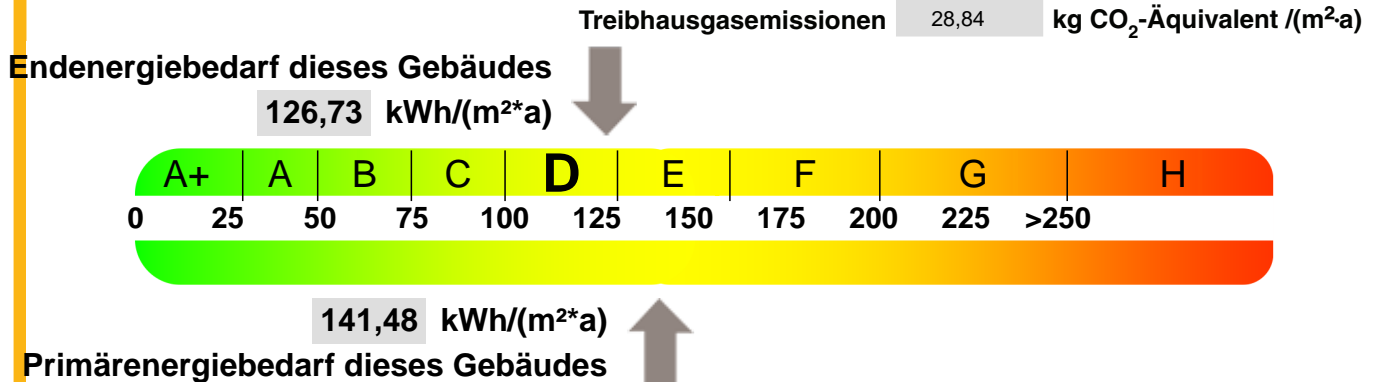 Treibhausgasemissionen 28,84 kg CO₂-Äquivalent /(m²·a)
Endenergiebedarf dieses Gebäudes
126,73 kWh/(m²*a)
A+ A B C D E F G H
0 25 50 75 100 125 150 175 200 225 >250
141,48 kWh/(m²*a)
Primärenergiebedarf dieses Gebäudes